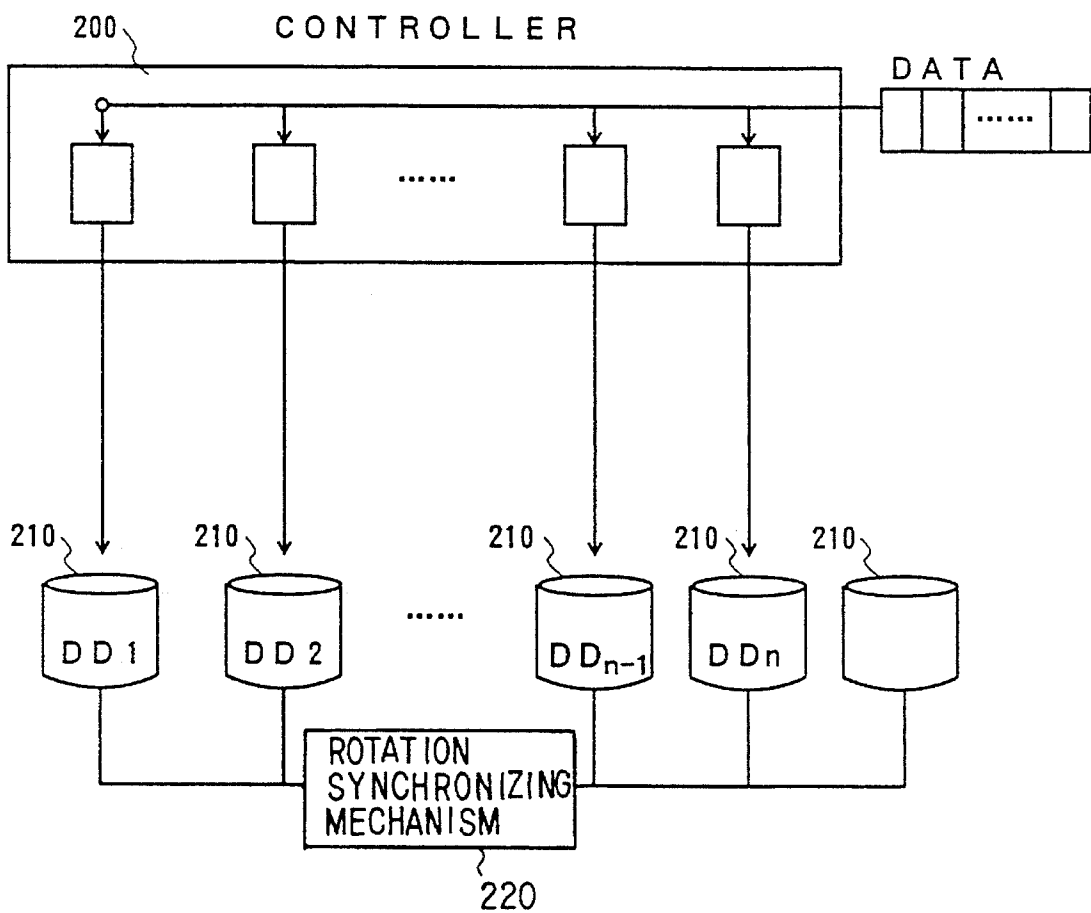 200
CONTROLLER
DATA
......
......
210
210
210
210
210
......
DD1
DD2
DDn-1
DDn
ROTATION
SYNCHRONIZING
MECHANISM
220